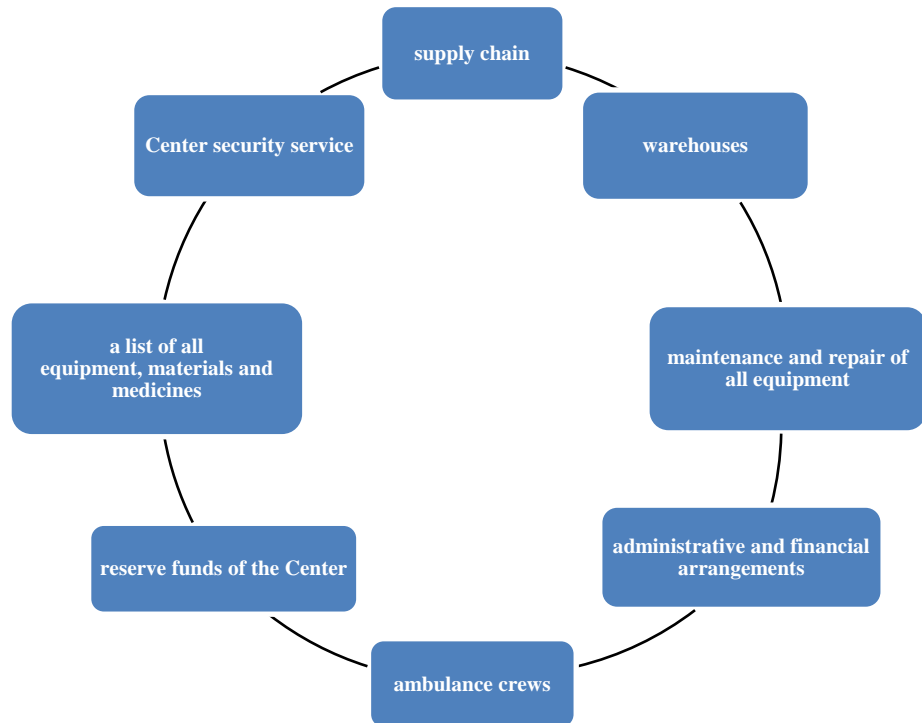 supply chain
warehouses
maintenance and repair of
all equipment
administrative and financial
arrangements
ambulance crews
reserve funds of the Center
a list of all
equipment, materials and
medicines
Center security service